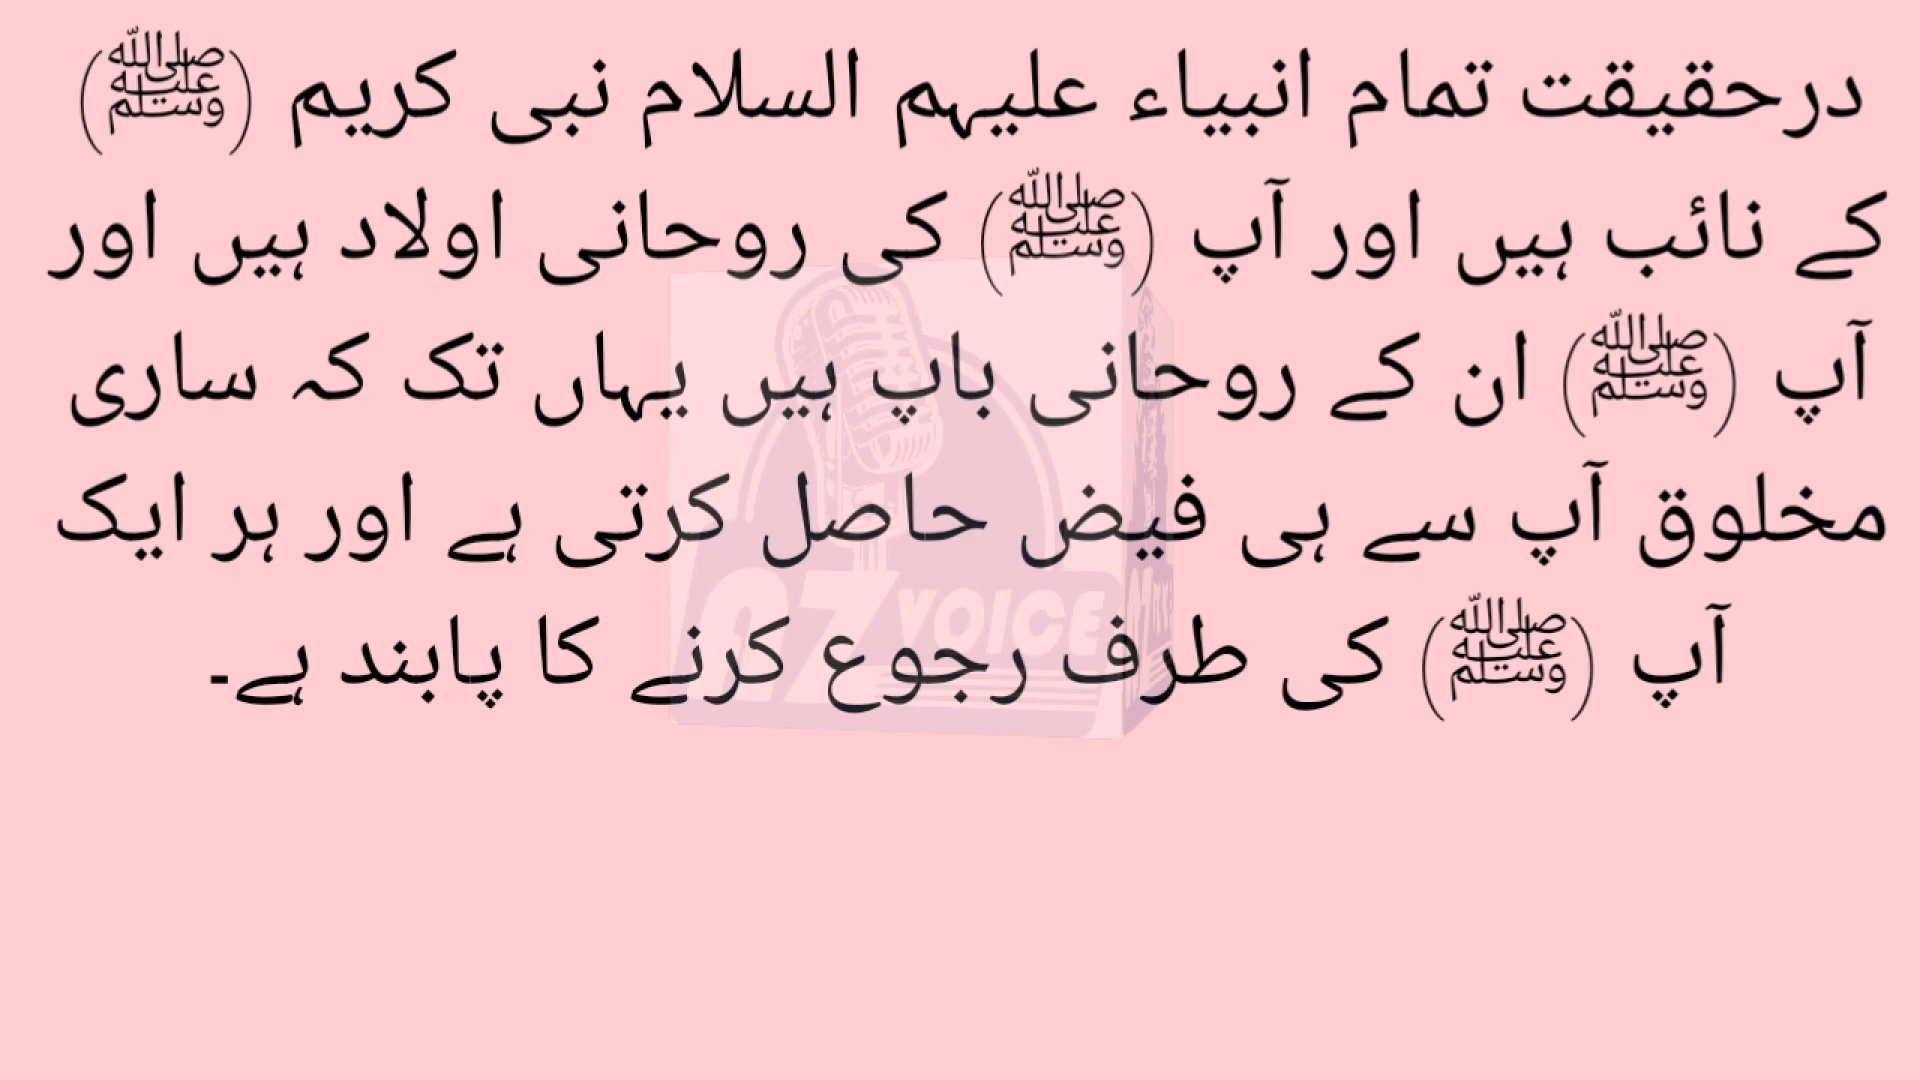 درحقیقت تمام انبیاء علیہم السلام نبی کریم (ﷺ)
کے نائب ہیں اور آپ (ﷺ) کی روحانی اولاد ہیں اور
آپ (ﷺ) ان کے روحانی باپ ہیں یہاں تک کہ ساری
مخلوق آپ سے ہی فیض حاصل کرتی ہے اور ہر ایک
آپ (ﷺ) کی طرف رجوع کرنے کا پابند ہے۔
VOICE